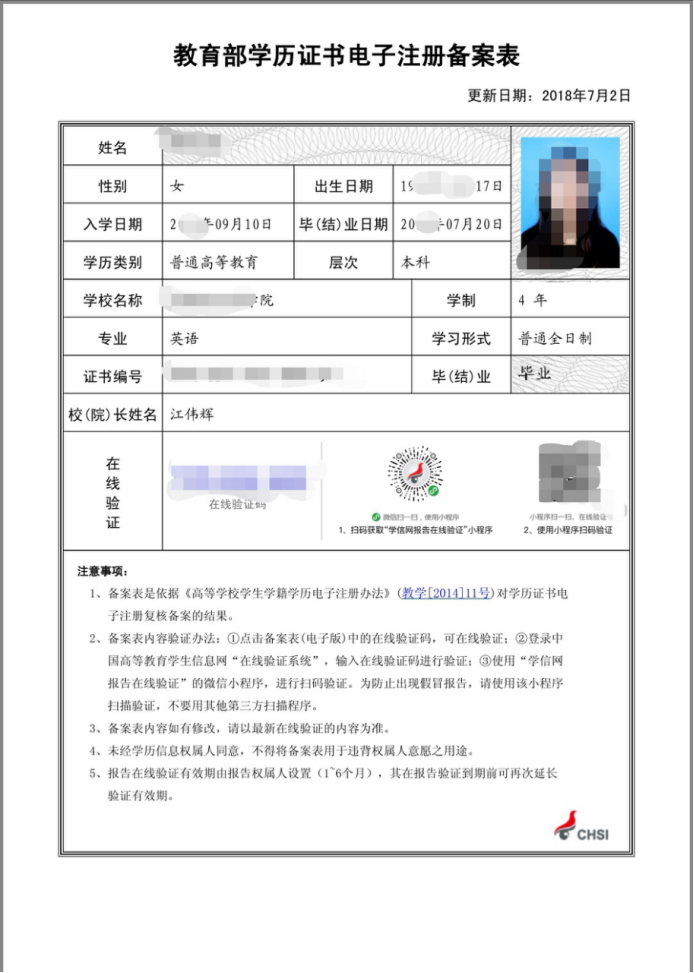 教育部学历证书电子注册备案表
更新日期：2018年7月2日
姓名
性别 女 出生日期 19 17日
入学日期 2 年09月10日 毕(结)业日期 20 年07月20日
学历类别 普通高等教育 层次 本科
学校名称 学院 学制 4 年
专业 英语 学习形式 普通全日制
证书编号 毕(结)业 毕业
校(院)长姓名 江伟辉
在线验证
在线验证码
微信扫一扫，使用小程序
1、扫码获取“学信网报告在线验证”小程序
小程序扫一扫，在线验证
2、使用小程序扫码验证
注意事项：
1、备案表是依据《高等学校学生学籍学历电子注册办法》(教学[2014]11号)对学历证书电
子注册复核备案的结果。
2、备案表内容验证办法：①点击备案表(电子版)中的在线验证码，可在线验证；②登录中
国高等教育学生信息网“在线验证系统”，输入在线验证码进行验证；③使用“学信网
报告在线验证”的微信小程序，进行扫码验证。为防止出现假冒报告，请使用该小程序
扫描验证，不要用其他第三方扫描程序。
3、备案表内容如有修改，请以最新在线验证的内容为准。
4、未经学历信息权属人同意，不得将备案表用于违背权属人意愿之用途。
5、报告在线验证有效期由报告权属人设置（1~6个月），其在报告验证到期前可再次延长
验证有效期。
CHSI